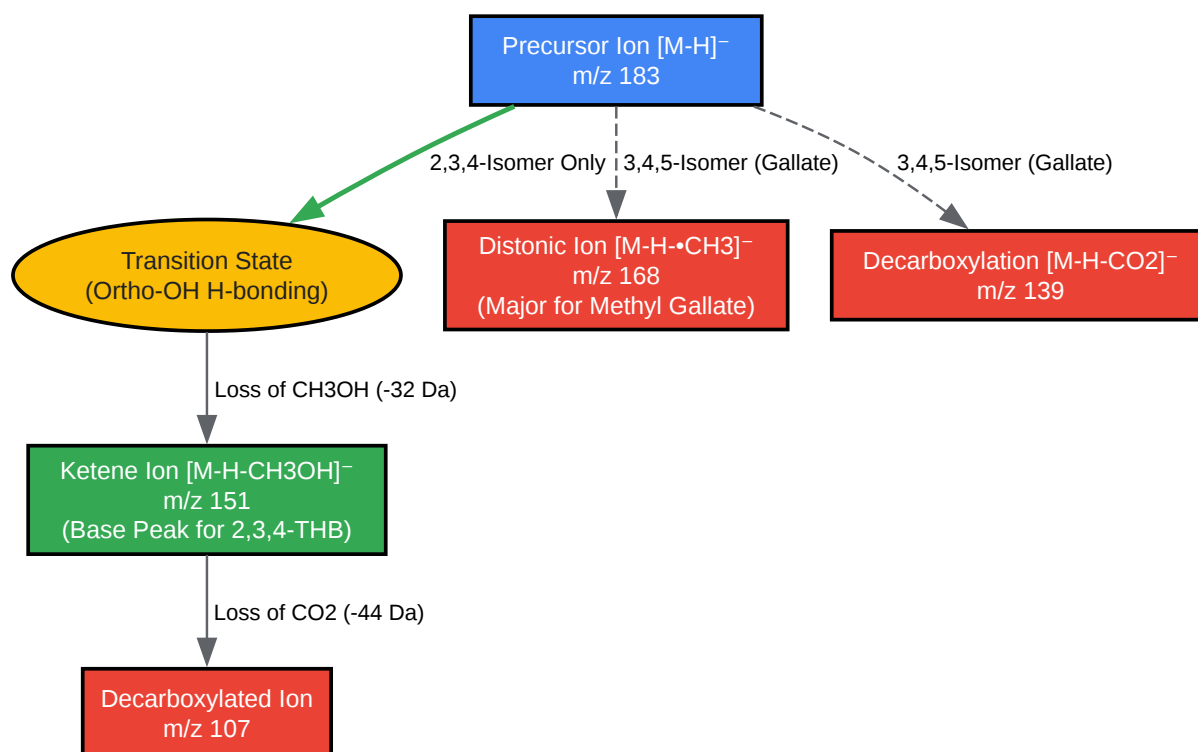 Precursor Ion [M-H]⁻
m/z 183
2,3,4-Isomer Only
3,4,5-Isomer (Gallate)
3,4,5-Isomer (Gallate)
Transition State
(Ortho-OH H-bonding)
Distonic Ion [M-H-•CH3]⁻
m/z 168
(Major for Methyl Gallate)
Decarboxylation [M-H-CO2]⁻
m/z 139
Loss of CH3OH (-32 Da)
Ketene Ion [M-H-CH3OH]⁻
m/z 151
(Base Peak for 2,3,4-THB)
Loss of CO2 (-44 Da)
Decarboxylated Ion
m/z 107